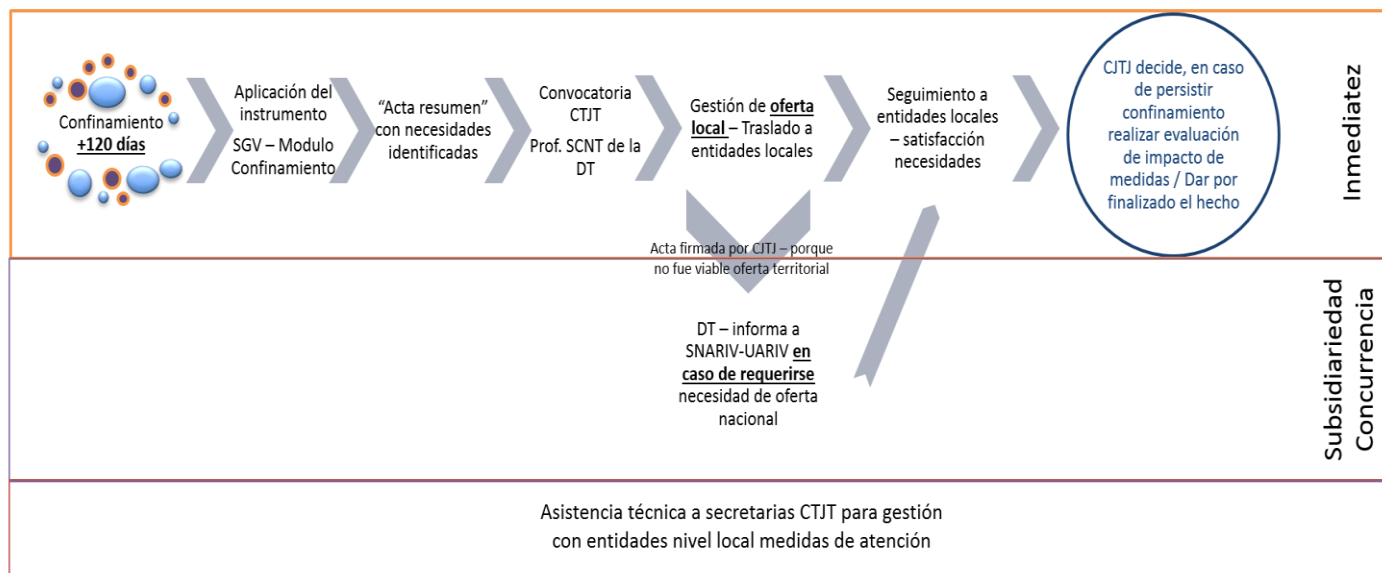 Confinamiento
+120 días
Aplicación del
instrumento
SGV – Modulo
Confinamiento
“Acta resumen”
con necesidades
identificadas
Convocatoria
CTJT
Prof. SCNT de la
DT
Gestión de oferta
local – Traslado a
entidades locales
Seguimiento a
entidades locales
– satisfacción
necesidades
CJTJ decide, en caso
de persistir
confinamiento
realizar evaluación
de impacto de
medidas / Dar por
finalizado el hecho
Inmediatez
Acta firmada por CJTJ – porque
no fue viable oferta territorial
DT – informa a
SNARIV-UARIV en
caso de requerirse
necesidad de oferta
nacional
Subsidiariedad
Concurrencia
Asistencia técnica a secretarias CTJT para gestión
con entidades nivel local medidas de atención